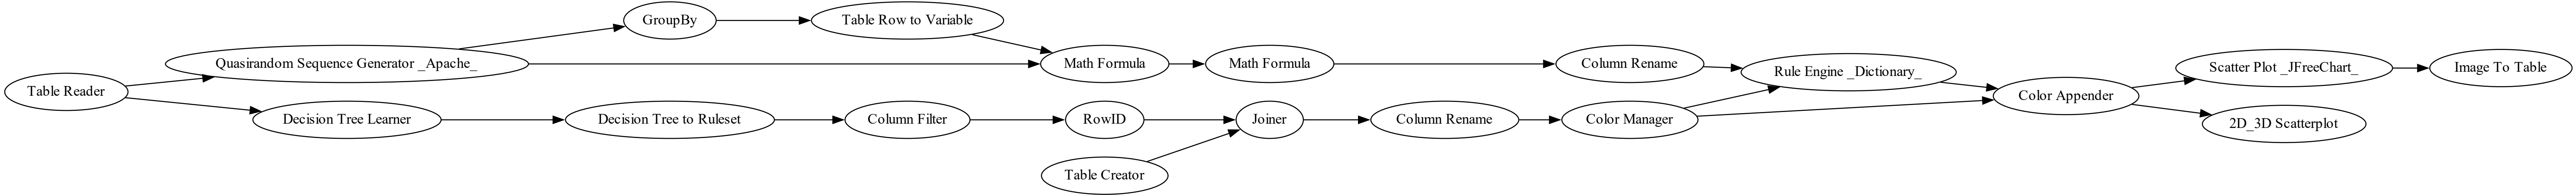 GroupBy
Table Row to Variable
Quasirandom Sequence Generator _Apache_
Math Formula
Math Formula
Column Rename
Rule Engine _Dictionary_
Scatter Plot _JFreeChart_
Image To Table
Table Reader
Color Appender
Decision Tree Learner
Decision Tree to Ruleset
Column Filter
RowID
Joiner
Column Rename
Color Manager
2D_3D Scatterplot
Table Creator